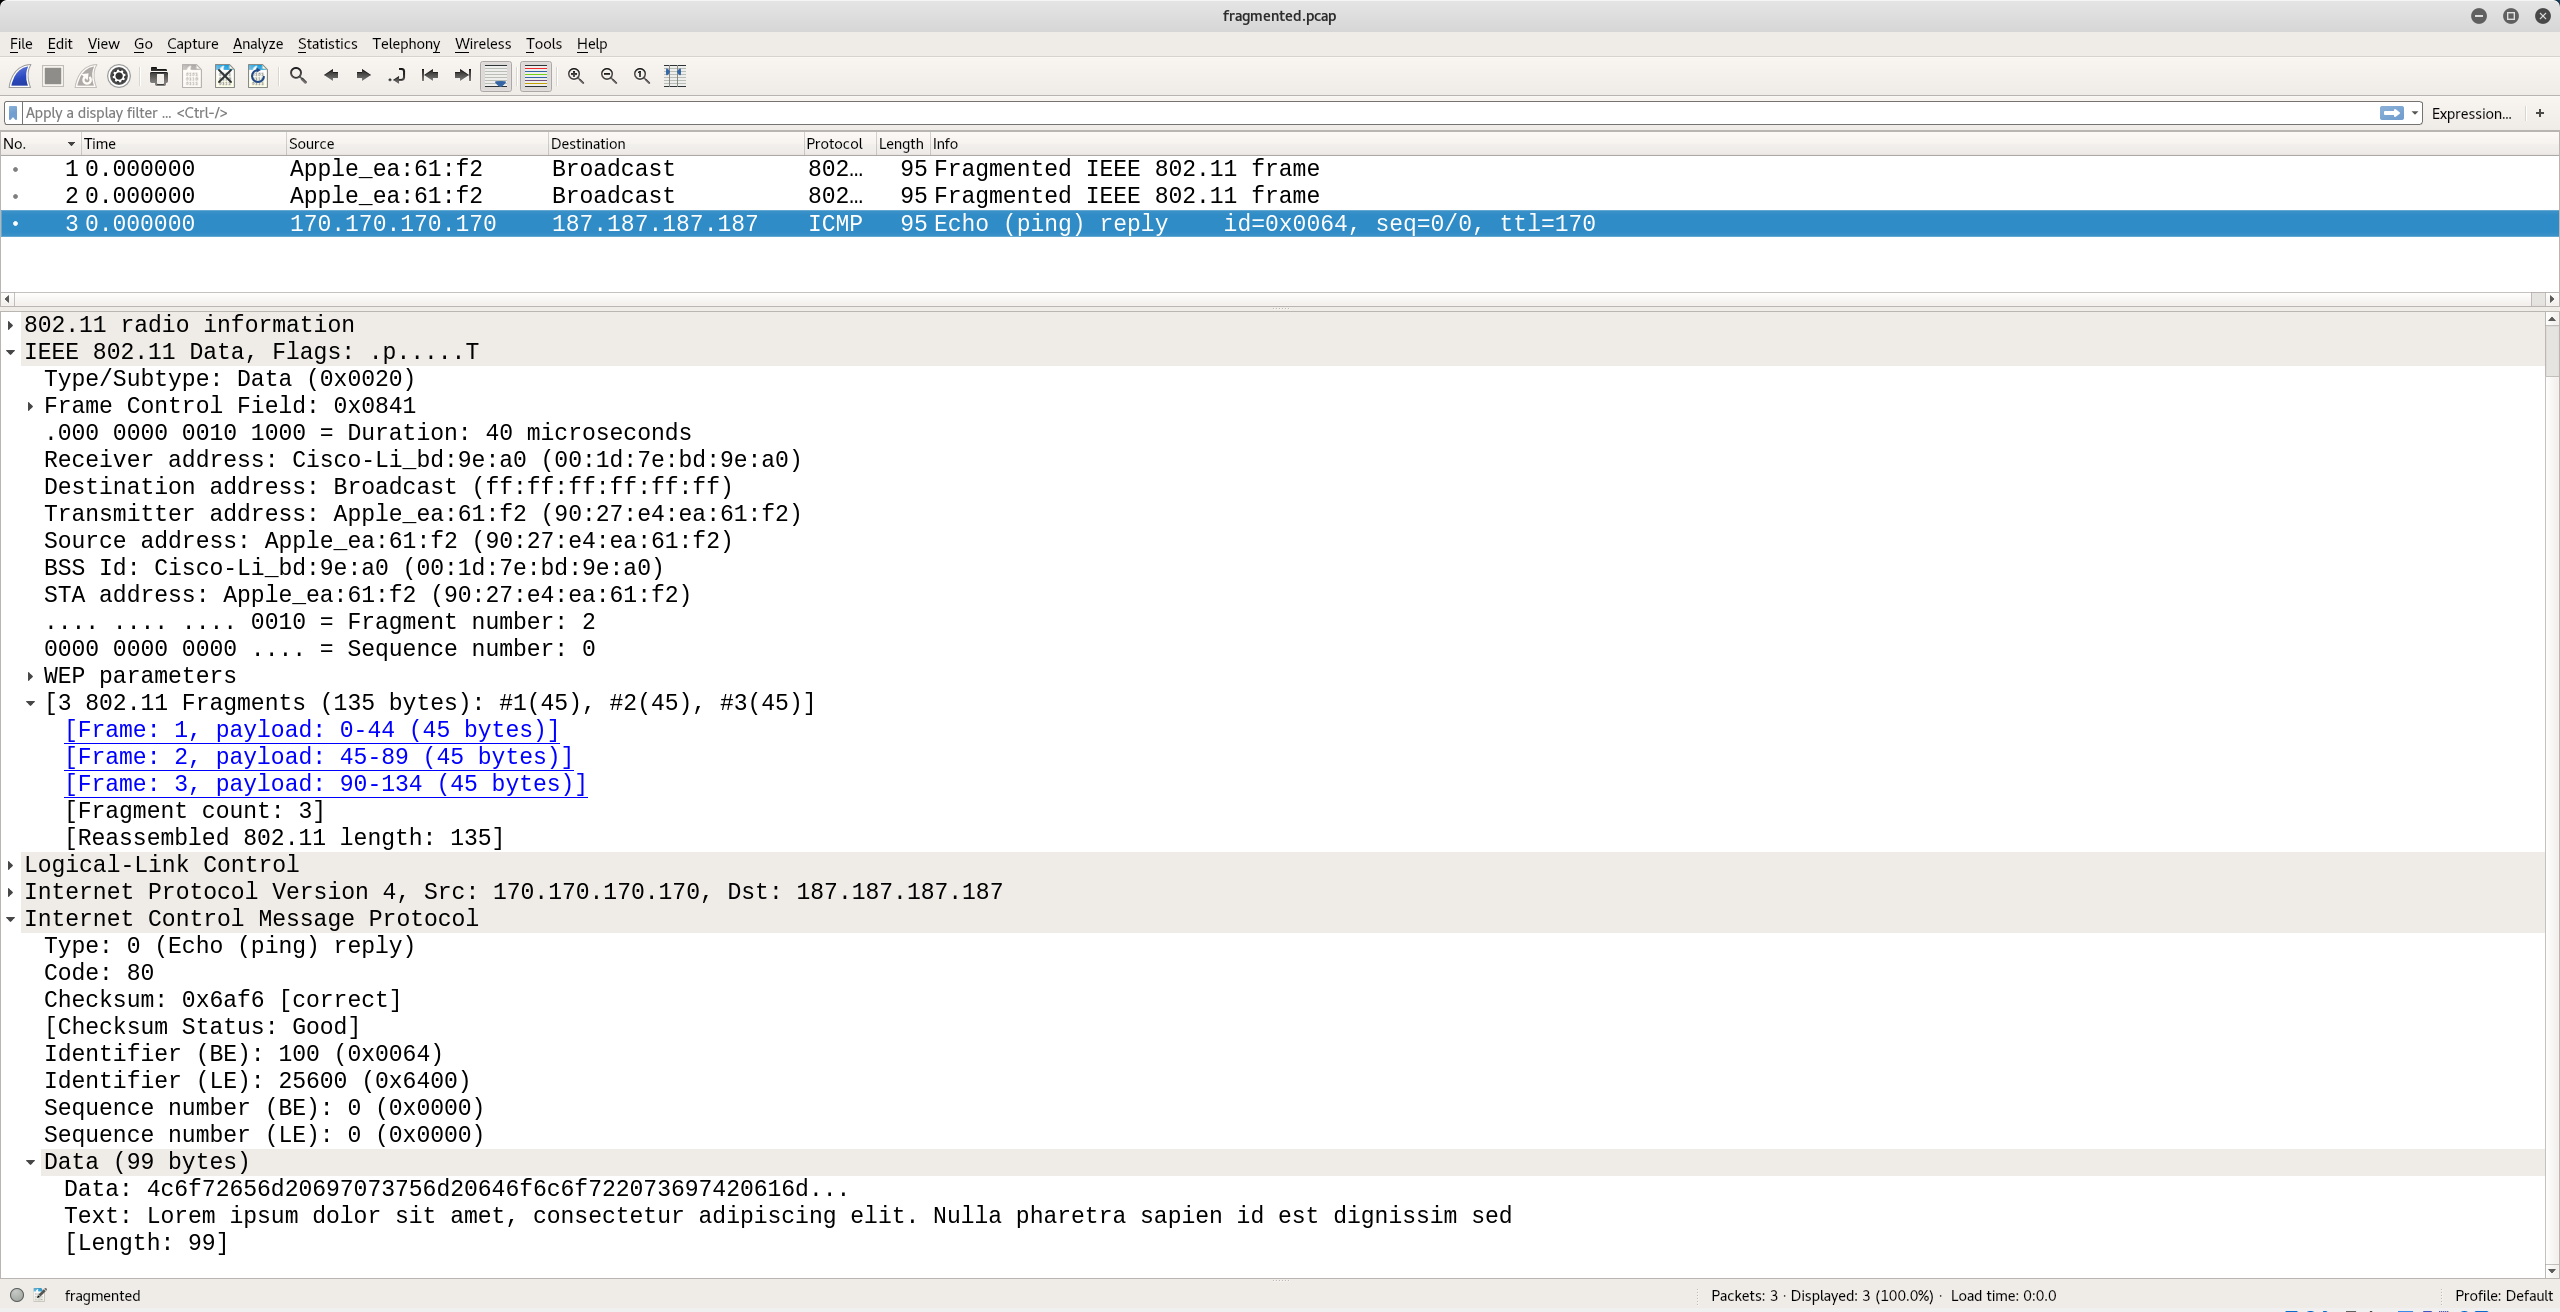 fragmented.pcap
File Edit View Go Capture Analyze Statistics Telephony Wireless Tools Help
Apply a display filter ... <Ctrl-/> Expression... +
No. Time Source Destination Protocol Length Info
1 0.000000 Apple_ea:61:f2 Broadcast 802… 95 Fragmented IEEE 802.11 frame
2 0.000000 Apple_ea:61:f2 Broadcast 802… 95 Fragmented IEEE 802.11 frame
3 0.000000 170.170.170.170 187.187.187.187 ICMP 95 Echo (ping) reply id=0x0064, seq=0/0, ttl=170
802.11 radio information
IEEE 802.11 Data, Flags: .p.....T
Type/Subtype: Data (0x0020)
Frame Control Field: 0x0841
.000 0000 0010 1000 = Duration: 40 microseconds
Receiver address: Cisco-Li_bd:9e:a0 (00:1d:7e:bd:9e:a0)
Destination address: Broadcast (ff:ff:ff:ff:ff:ff)
Transmitter address: Apple_ea:61:f2 (90:27:e4:ea:61:f2)
Source address: Apple_ea:61:f2 (90:27:e4:ea:61:f2)
BSS Id: Cisco-Li_bd:9e:a0 (00:1d:7e:bd:9e:a0)
STA address: Apple_ea:61:f2 (90:27:e4:ea:61:f2)
.... .... .... 0010 = Fragment number: 2
0000 0000 0000 .... = Sequence number: 0
WEP parameters
[3 802.11 Fragments (135 bytes): #1(45), #2(45), #3(45)]
[Frame: 1, payload: 0-44 (45 bytes)]
[Frame: 2, payload: 45-89 (45 bytes)]
[Frame: 3, payload: 90-134 (45 bytes)]
[Fragment count: 3]
[Reassembled 802.11 length: 135]
Logical-Link Control
Internet Protocol Version 4, Src: 170.170.170.170, Dst: 187.187.187.187
Internet Control Message Protocol
Type: 0 (Echo (ping) reply)
Code: 80
Checksum: 0x6af6 [correct]
[Checksum Status: Good]
Identifier (BE): 100 (0x0064)
Identifier (LE): 25600 (0x6400)
Sequence number (BE): 0 (0x0000)
Sequence number (LE): 0 (0x0000)
Data (99 bytes)
Data: 4c6f72656d20697073756d20646f6c6f722073697420616d...
Text: Lorem ipsum dolor sit amet, consectetur adipiscing elit. Nulla pharetra sapien id est dignissim sed
[Length: 99]
fragmented Packets: 3 · Displayed: 3 (100.0%) · Load time: 0:0.0 Profile: Default